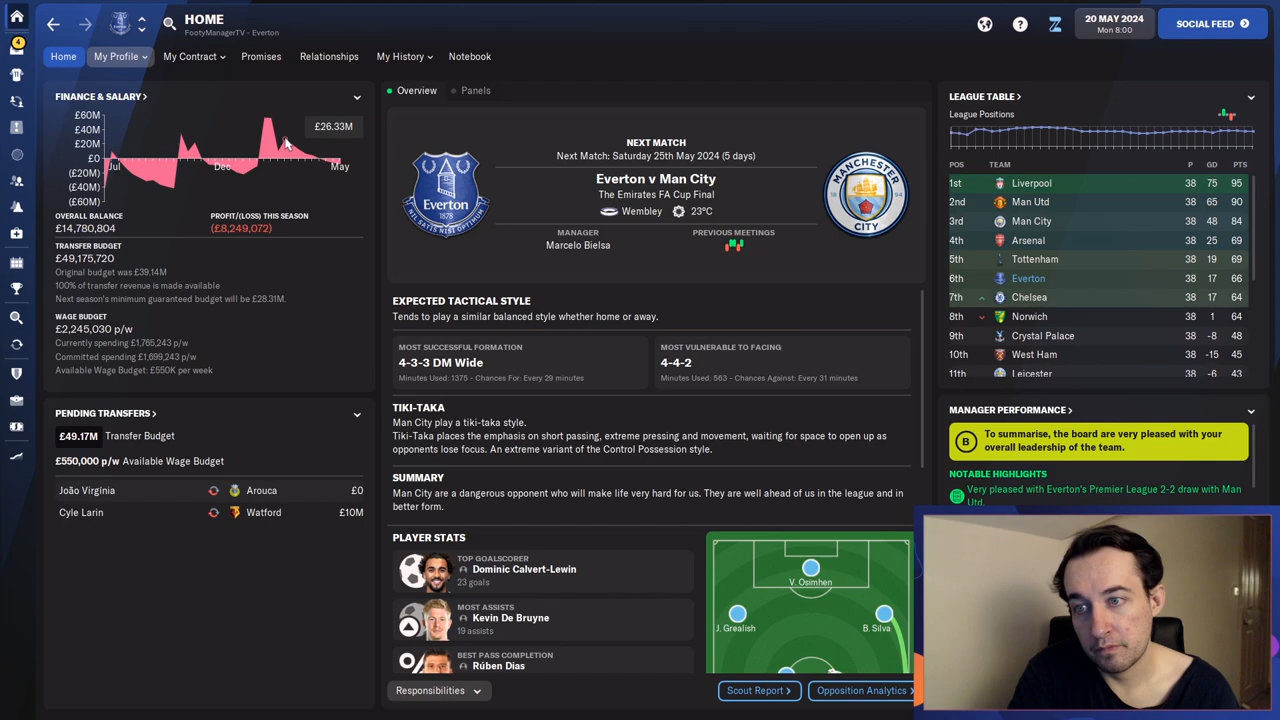 HOME
FootyManagerTV - Everton
20 MAY 2024
Mon 8:00
SOCIAL FEED
4
Home
My Profile
My Contract
Promises
Relationships
My History
Notebook
FINANCE & SALARY
£60M
£40M
£20M
£0
(£20M)
(£40M)
(£60M)
£26.33M
Jul
Dec
May
OVERALL BALANCE
£14,780,804
PROFIT/(LOSS) THIS SEASON
(£8,249,072)
TRANSFER BUDGET
£49,175,720
Original budget was £39.14M
100% of transfer revenue is made available
Next season's minimum guaranteed budget will be £28.31M.
WAGE BUDGET
£2,245,030 p/w
Currently spending £1,765,243 p/w
Committed spending £1,699,243 p/w
Available Wage Budget: £550K per week
PENDING TRANSFERS
£49.17M Transfer Budget
£550,000 p/w Available Wage Budget
João Virgínia Arouca £0
Cyle Larin Watford £10M
Overview
Panels
NEXT MATCH
Next Match: Saturday 25th May 2024 (5 days)
Everton v Man City
The Emirates FA Cup Final
Wembley 23°C
MANAGER
Marcelo Bielsa
PREVIOUS MEETINGS
Everton
1878
NIL SATIS NISI OPTIMUM
MANCHESTER
18 94
CITY
EXPECTED TACTICAL STYLE
Tends to play a similar balanced style whether home or away.
MOST SUCCESSFUL FORMATION
4-3-3 DM Wide
Minutes Used: 1375 - Chances For: Every 29 minutes
MOST VULNERABLE TO FACING
4-4-2
Minutes Used: 563 - Chances Against: Every 31 minutes
TIKI-TAKA
Man City play a tiki-taka style.
Tiki-Taka places the emphasis on short passing, extreme pressing and movement, waiting for space to open up as
opponents lose focus. An extreme variant of the Control Possession style.
SUMMARY
Man City are a dangerous opponent who will make life very hard for us. They are well ahead of us in the league and in
better form.
PLAYER STATS
TOP GOALSCORER
Dominic Calvert-Lewin
23 goals
MOST ASSISTS
Kevin De Bruyne
19 assists
BEST PASS COMPLETION
Rúben Dias
V. Osimhen
J. Grealish
B. Silva
Responsibilities
Scout Report
Opposition Analytics
LEAGUE TABLE
League Positions
POS TEAM P GD PTS
1st Liverpool 38 75 95
2nd Man Utd 38 65 90
3rd Man City 38 48 84
4th Arsenal 38 25 69
5th Tottenham 38 19 69
6th Everton 38 17 66
7th Chelsea 38 17 64
8th Norwich 38 1 64
9th Crystal Palace 38 -8 48
10th West Ham 38 -15 45
11th Leicester 38 -6 43
MANAGER PERFORMANCE
B
To summarise, the board are very pleased with your
overall leadership of the team.
NOTABLE HIGHLIGHTS
Very pleased with Everton's Premier League 2-2 draw with Man
Utd.